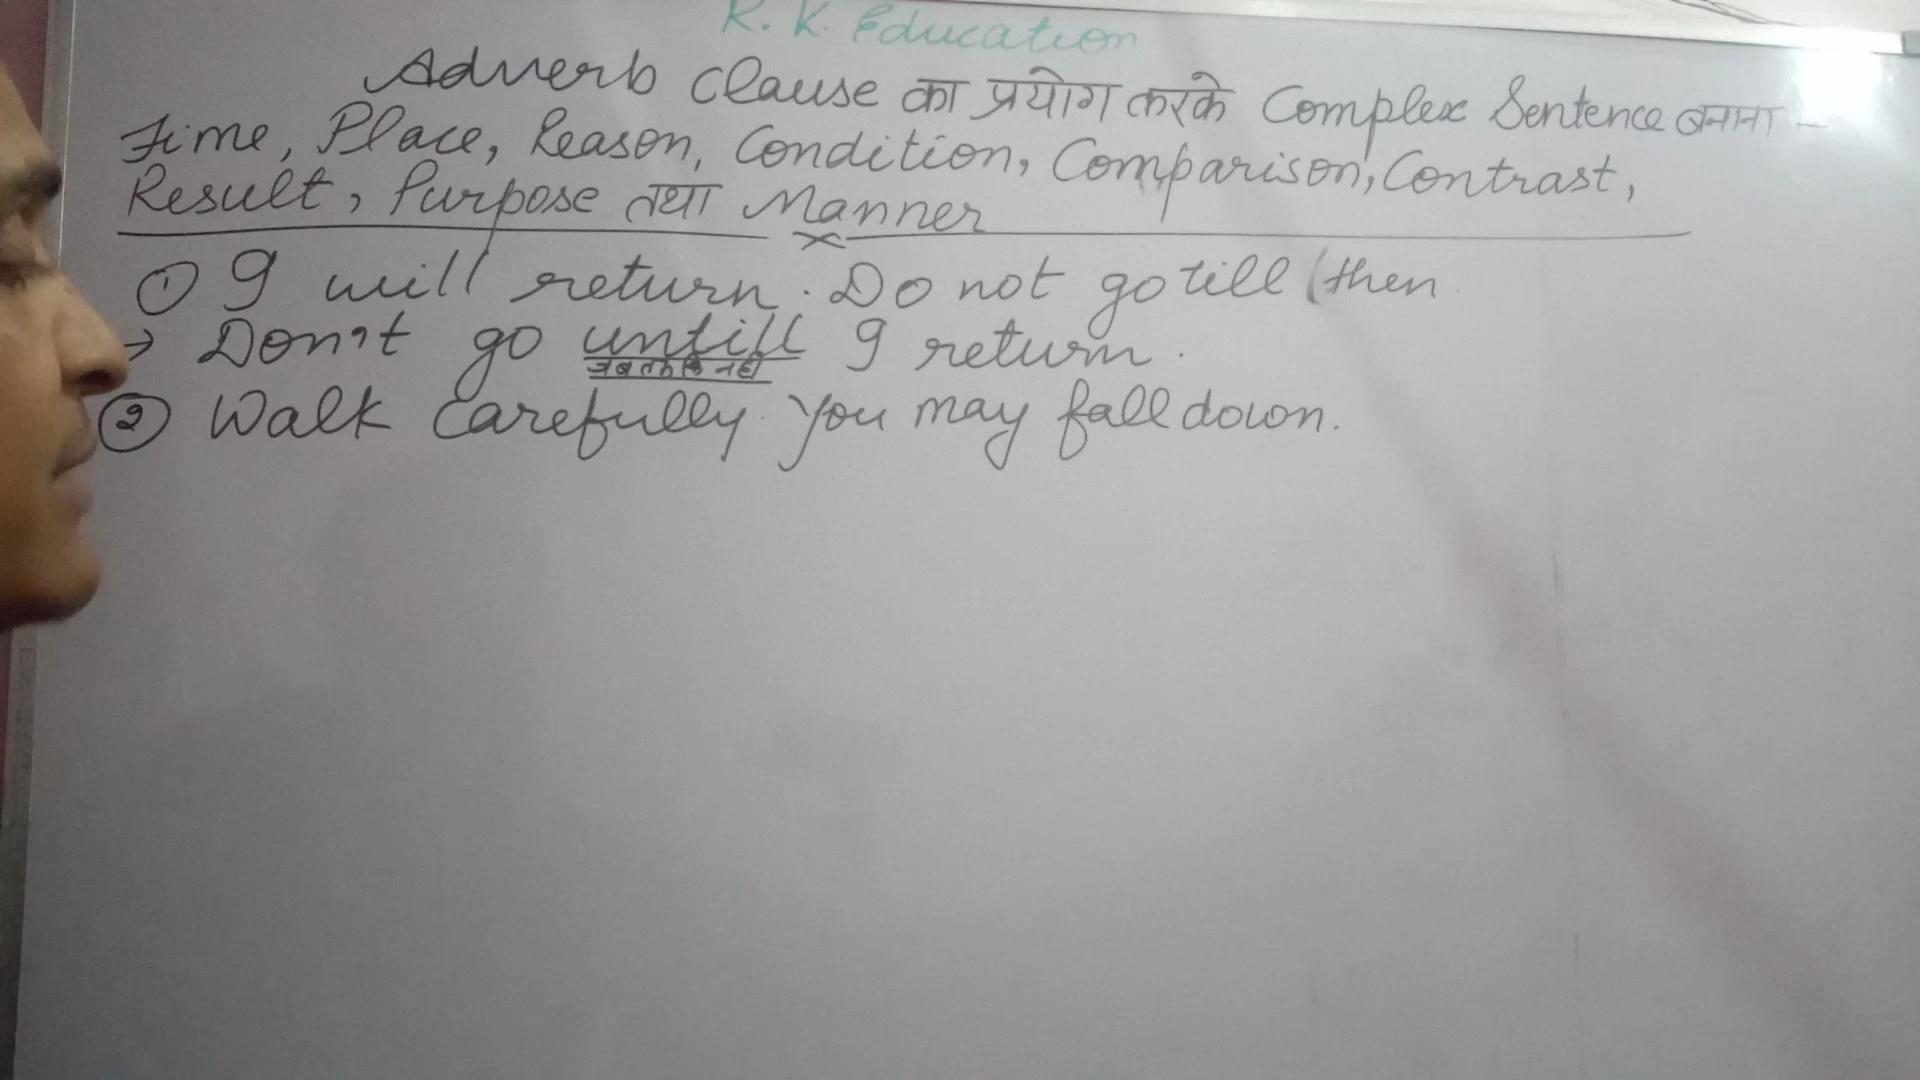 R. K. Education
Adverb Clause का प्रयोग करके Complex Sentence बनाना -
Time, Place, Reason, Condition, Comparison, Contrast,
Result, Purpose तथा Manner
① I will return. Do not go till (then.
→ Don't go untill I return.
जब तक कि नहीं
② Walk carefully. You may fall down.